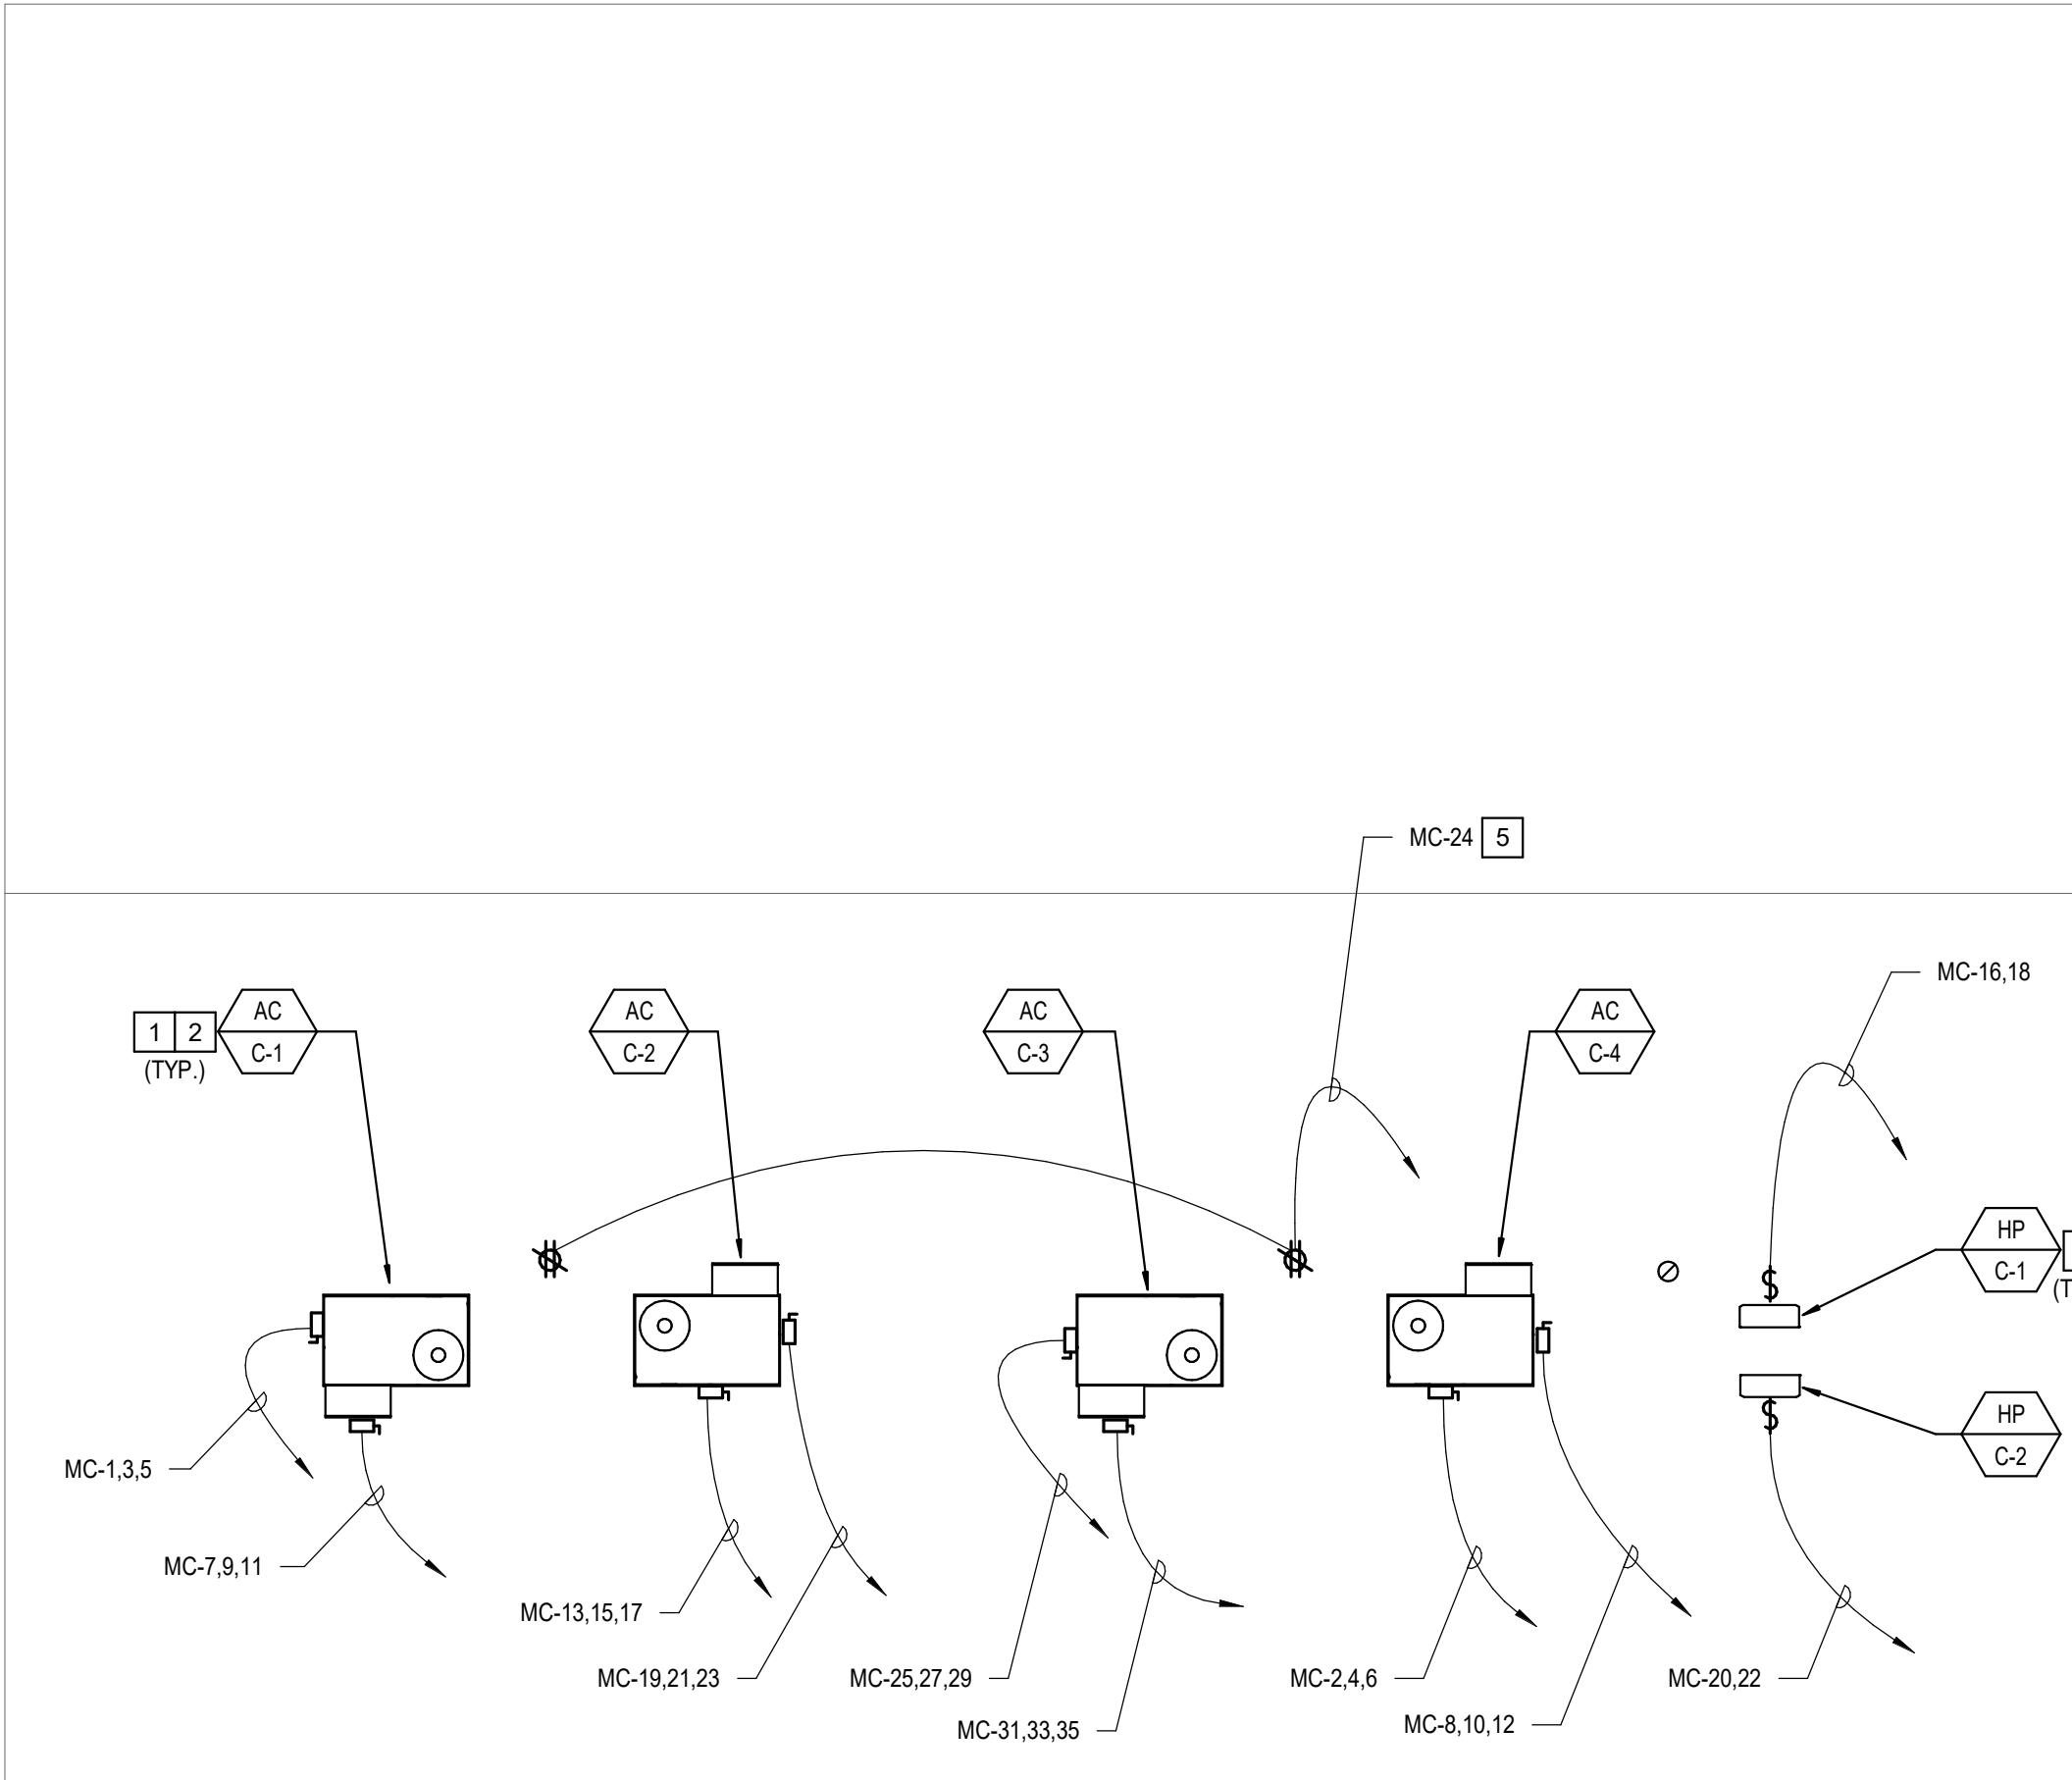 MC-24 5
MC-16,18
AC
C-1
1 2
(TYP.)
AC
C-2
AC
C-3
AC
C-4
HP
C-1
(T
HP
C-2
MC-1,3,5
MC-7,9,11
MC-13,15,17
MC-19,21,23
MC-25,27,29
MC-31,33,35
MC-2,4,6
MC-8,10,12
MC-20,22
$
$